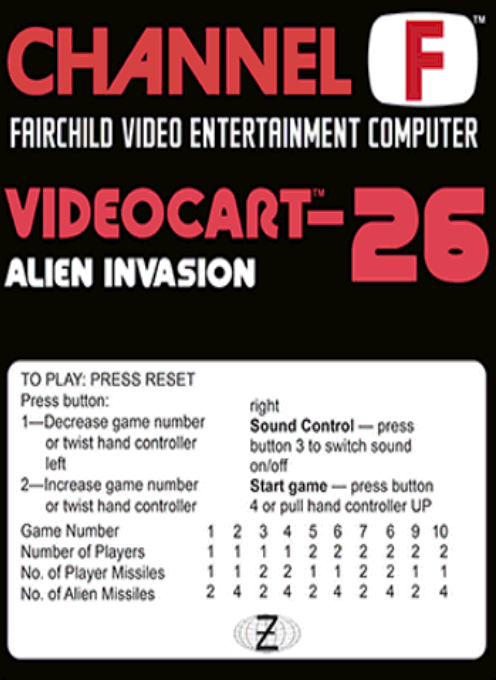 CHANNEL F™
FAIRCHILD VIDEO ENTERTAINMENT COMPUTER
VIDEOCART™-26
ALIEN INVASION
TO PLAY: PRESS RESET
Press button:
1—Decrease game number
or twist hand controller
left
2—Increase game number
or twist hand controller
right
Sound Control — press
button 3 to switch sound
on/off
Start game — press button
4 or pull hand controller UP
Game Number 1 2 3 4 5 6 7 6 9 10
Number of Players 1 1 1 1 2 2 2 2 2 2
No. of Player Missiles 1 1 2 2 1 1 2 2 1 1
No. of Alien Missiles 2 4 2 4 2 4 2 4 2 4
Z